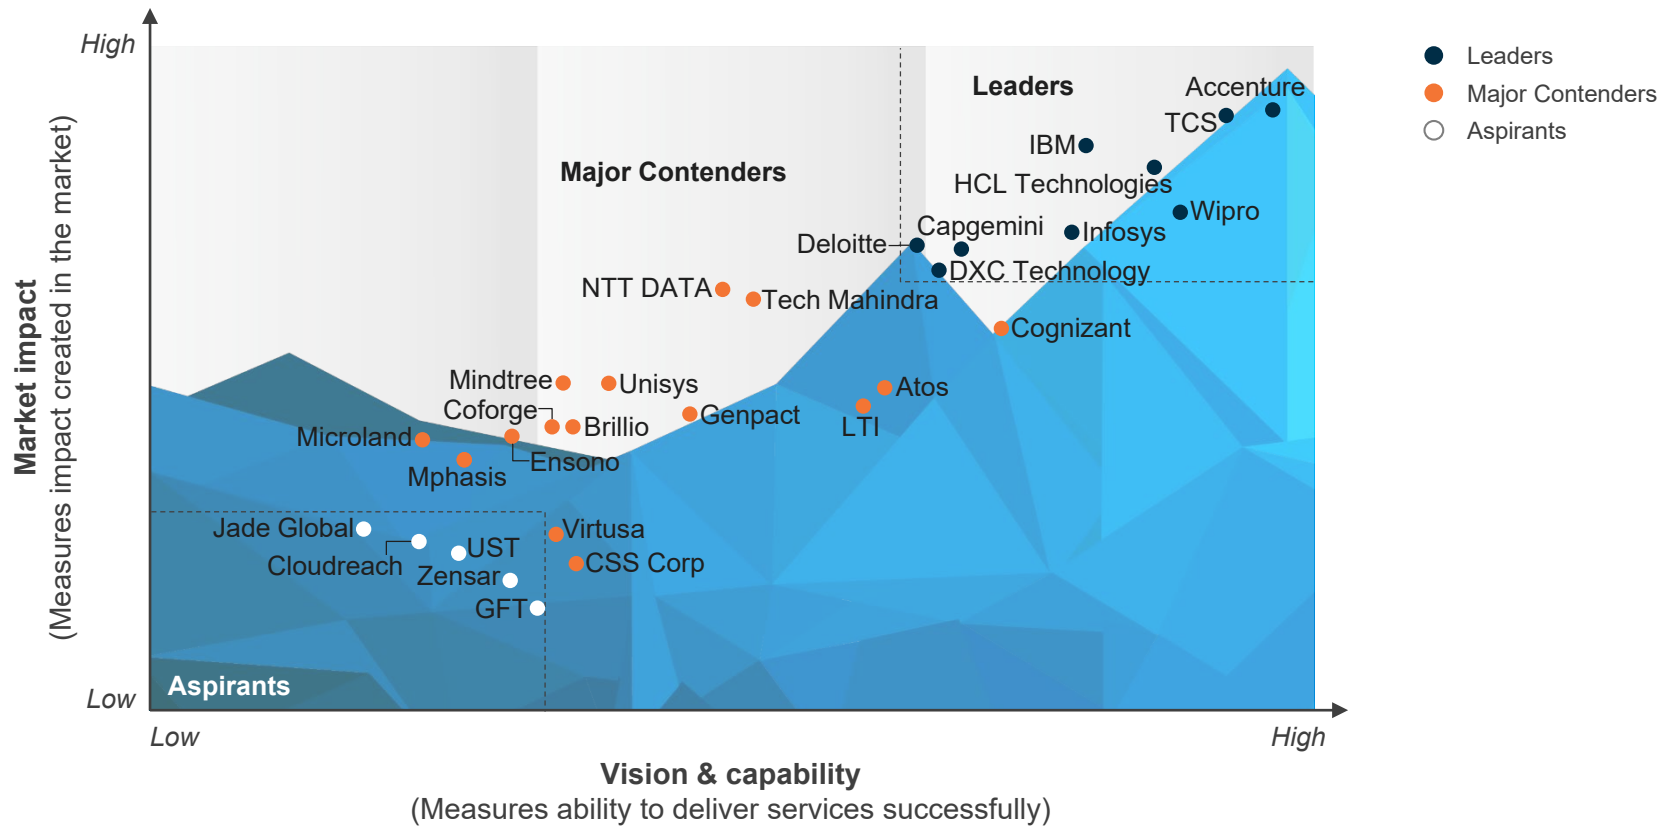 High
Leaders
Accenture
TCS
IBM
HCL Technologies
Major Contenders
Wipro
Capgemini
Infosys
Deloitte
DXC Technology
NTT DATA
Tech Mahindra
Cognizant
Mindtree
Unisys
Atos
Coforge
Genpact
Brillio
LTI
Microland
Ensono
Mphasis
Jade Global
Virtusa
UST
Cloudreach
CSS Corp
Zensar
GFT
Aspirants
Low
Market impact
(Measures impact created in the market)
Low
High
Vision & capability
(Measures ability to deliver services successfully)
Leaders
Major Contenders
Aspirants